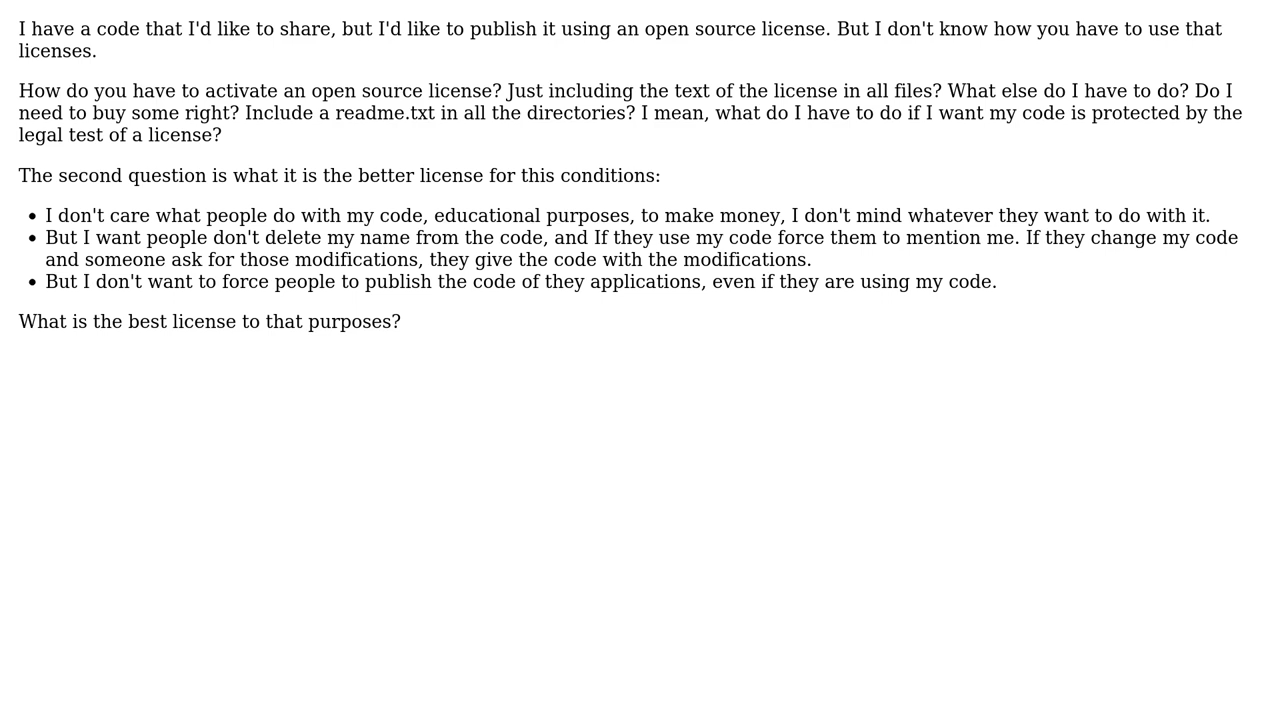 I have a code that I'd like to share, but I'd like to publish it using an open source license. But I don't know how you have to use that
licenses.
How do you have to activate an open source license? Just including the text of the license in all files? What else do I have to do? Do I
need to buy some right? Include a readme.txt in all the directories? I mean, what do I have to do if I want my code is protected by the
legal test of a license?
The second question is what it is the better license for this conditions:
• I don't care what people do with my code, educational purposes, to make money, I don't mind whatever they want to do with it.
• But I want people don't delete my name from the code, and If they use my code force them to mention me. If they change my code
and someone ask for those modifications, they give the code with the modifications.
• But I don't want to force people to publish the code of they applications, even if they are using my code.
What is the best license to that purposes?